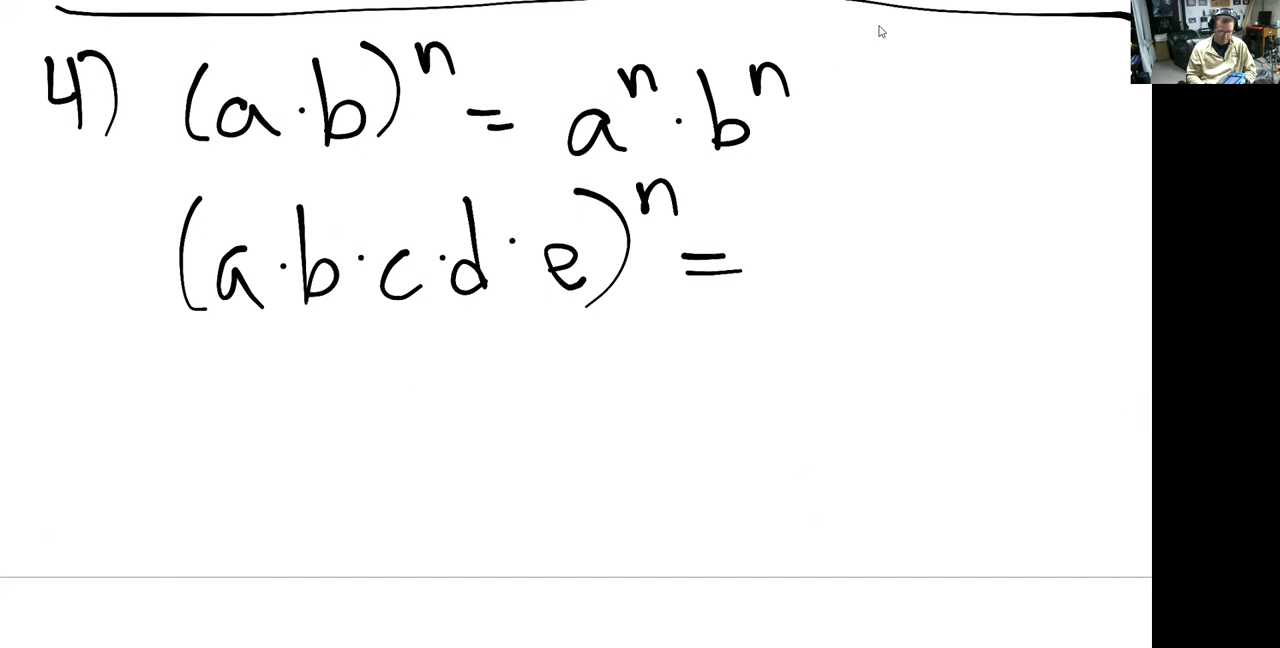 4) (a·b)ⁿ = aⁿ · bⁿ
(a·b·c·d·e)ⁿ =